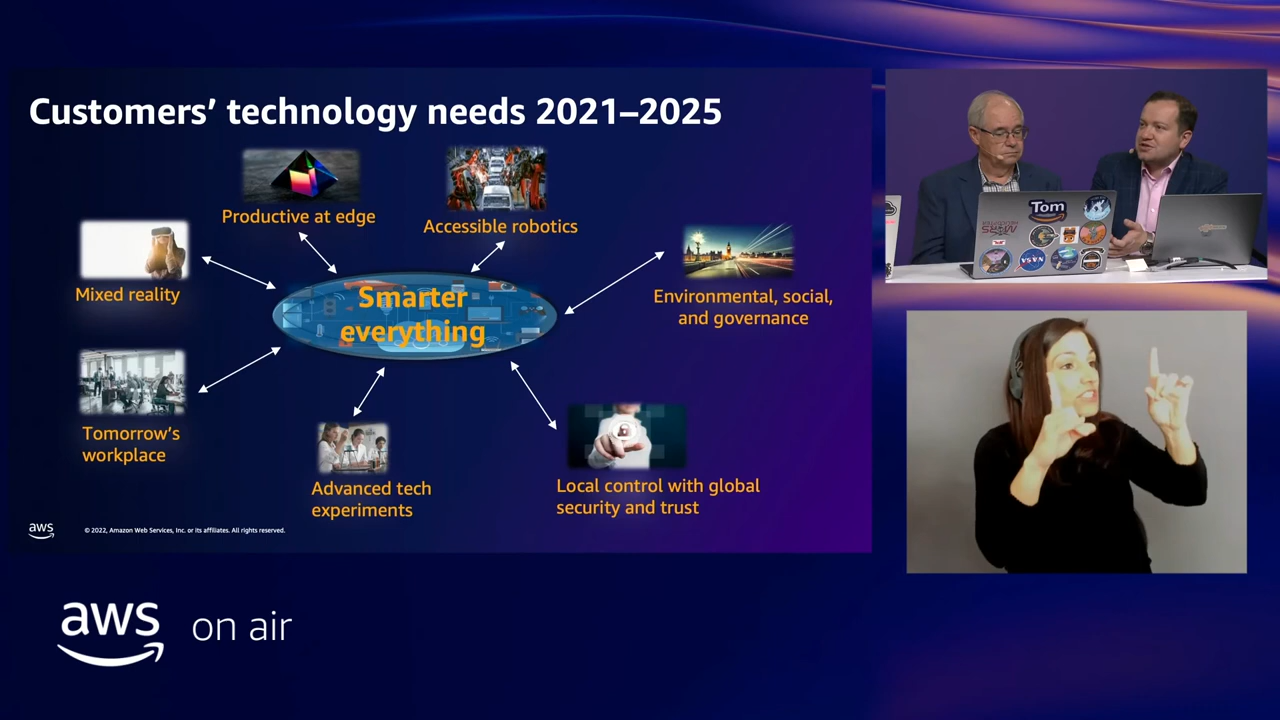 Customers’ technology needs 2021–2025
Productive at edge
Accessible robotics
Mixed reality
Smarter
everything
Environmental, social,
and governance
Tomorrow’s
workplace
Advanced tech
experiments
Local control with global
security and trust
aws
© 2022, Amazon Web Services, Inc. or its affiliates. All rights reserved.
Tom
NASA
aws on air